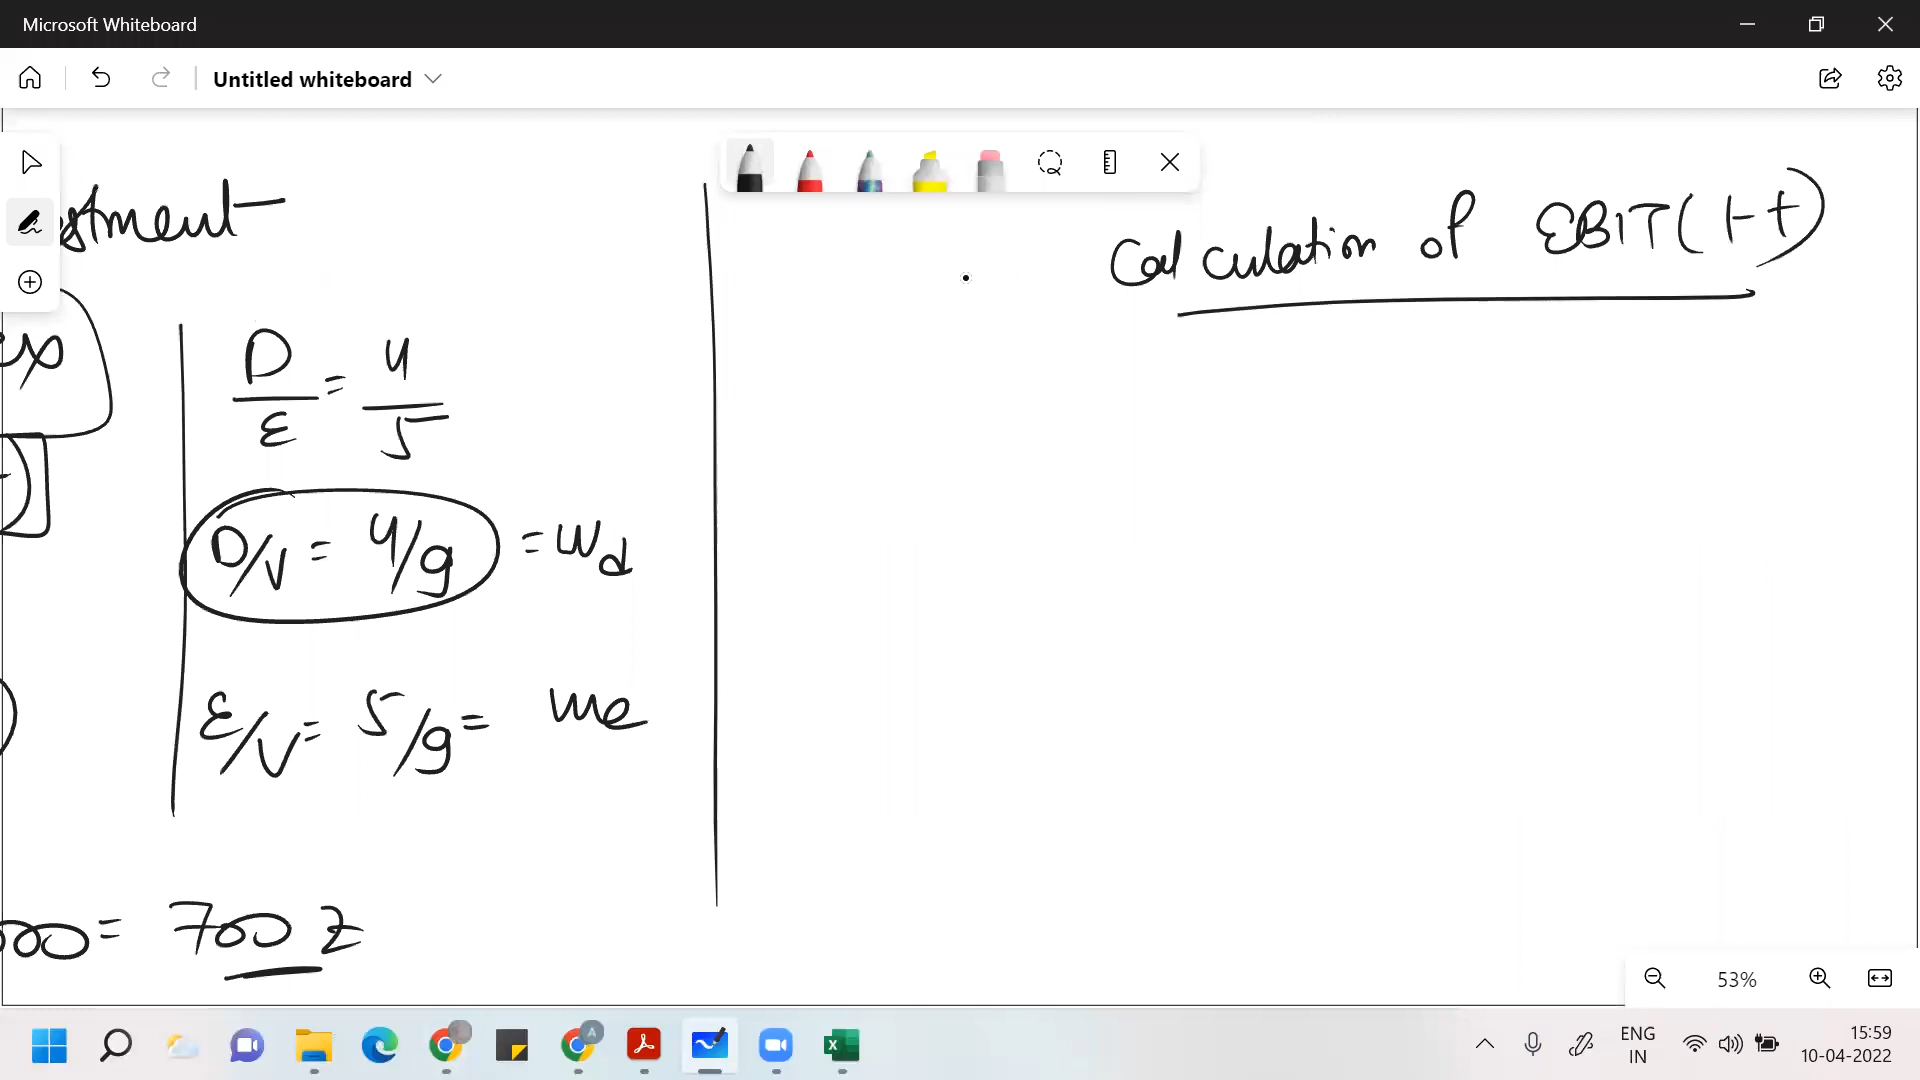 Microsoft Whiteboard
Untitled whiteboard
stment
D/E = 4/5
D/V = 4/9 = Wd
E/V = 5/9 = We
= 700 Z
Calculation of EBIT(1-t)
53%
ENG
IN
15:59
10-04-2022